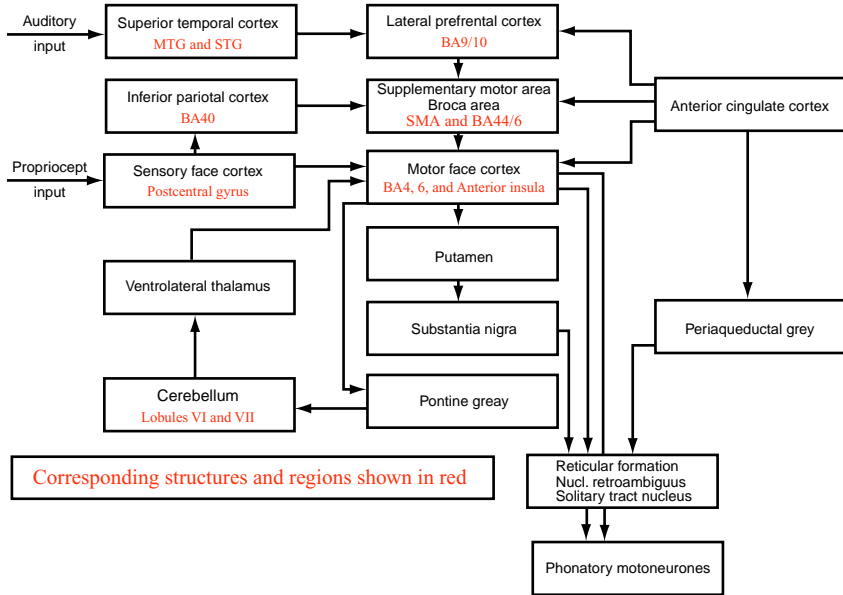 Auditory
input
Superior temporal cortex
MTG and STG
Lateral prefrental cortex
BA9/10
Inferior pariotal cortex
BA40
Supplementary motor area
Broca area
SMA and BA44/6
Anterior cingulate cortex
Propriocept
input
Sensory face cortex
Postcentral gyrus
Motor face cortex
BA4, 6, and Anterior insula
Putamen
Ventrolateral thalamus
Substantia nigra
Periaqueductal grey
Cerebellum
Lobules VI and VII
Pontine greay
Corresponding structures and regions shown in red
Reticular formation
Nucl. retroambiguus
Solitary tract nucleus
Phonatory motoneurones